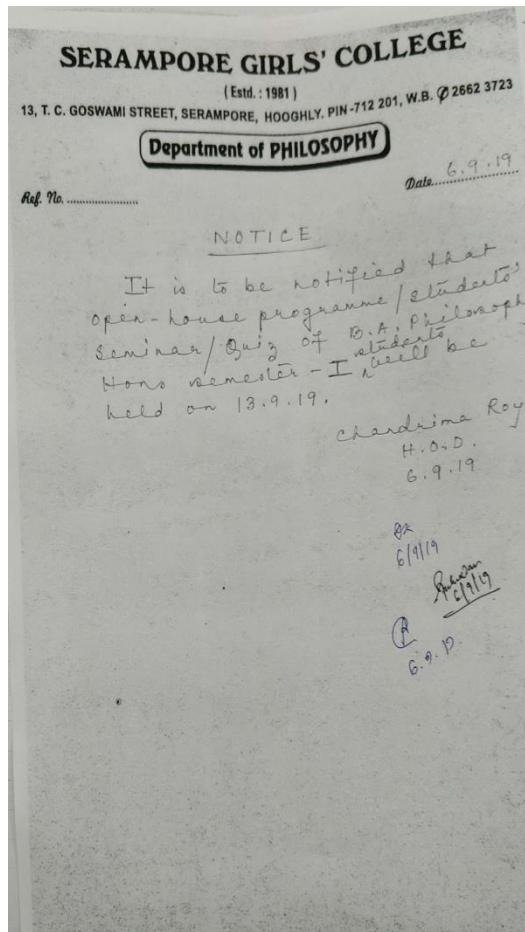 SERAMPORE GIRLS' COLLEGE
( Estd. : 1981 )
13, T. C. GOSWAMI STREET, SERAMPORE, HOOGHLY. PIN -712 201, W.B. ✆ 2662 3723
Department of PHILOSOPHY
Ref. No. ..................... Date 6.9.19
NOTICE
It is to be notified that
open-house programme/students'
seminar/Quiz of B.A. Philosophy
Hons semester-I students will be
held on 13.9.19.
Chandrima Roy
H.O.D.
6.9.19
6/9/19
6/9/19
6.9.19.